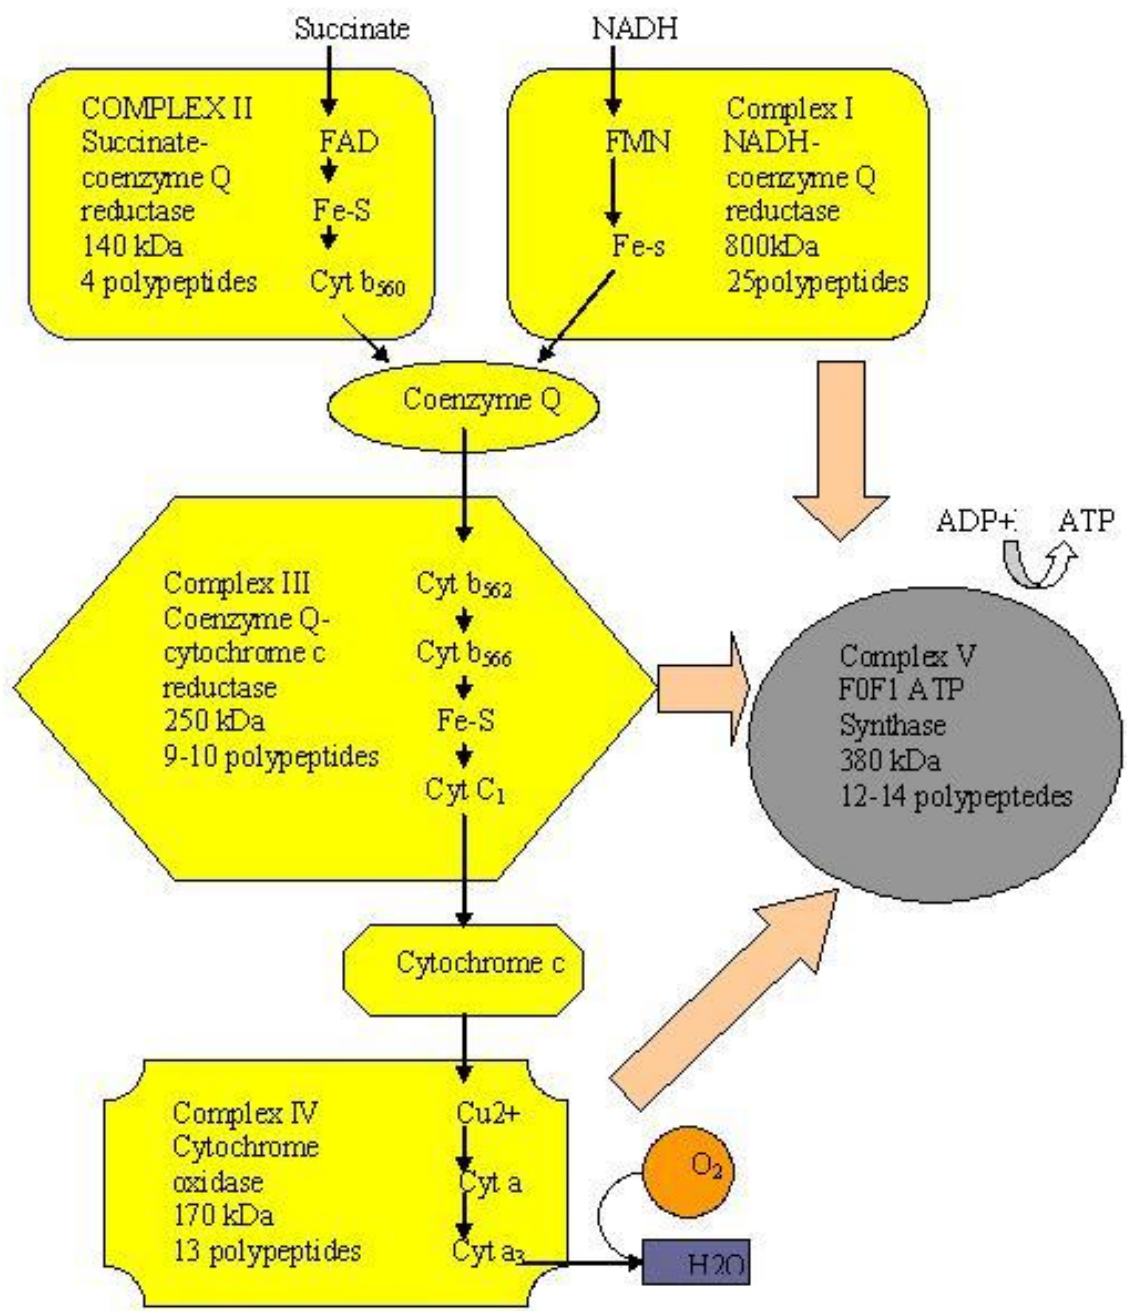 Succinate
NADH
COMPLEX II
Succinate-
coenzyme Q
reductase
140 kDa
4 polypeptides
FAD
Fe-S
Cyt b560
FMN
Fe-s
Complex I
NADH-
coenzyme Q
reductase
800kDa
25polypeptides
Coenzyme Q
ADP+
ATP
Complex III
Coenzyme Q-
cytochrome c
reductase
250 kDa
9-10 polypeptides
Cyt b562
Cyt b566
Fe-S
Cyt C1
Complex V
F0F1 ATP
Synthase
380 kDa
12-14 polypeptedes
Cytochrome c
Complex IV
Cytochrome
oxidase
170 kDa
13 polypeptides
Cu2+
Cyt a
Cyt a3
O2
H2O